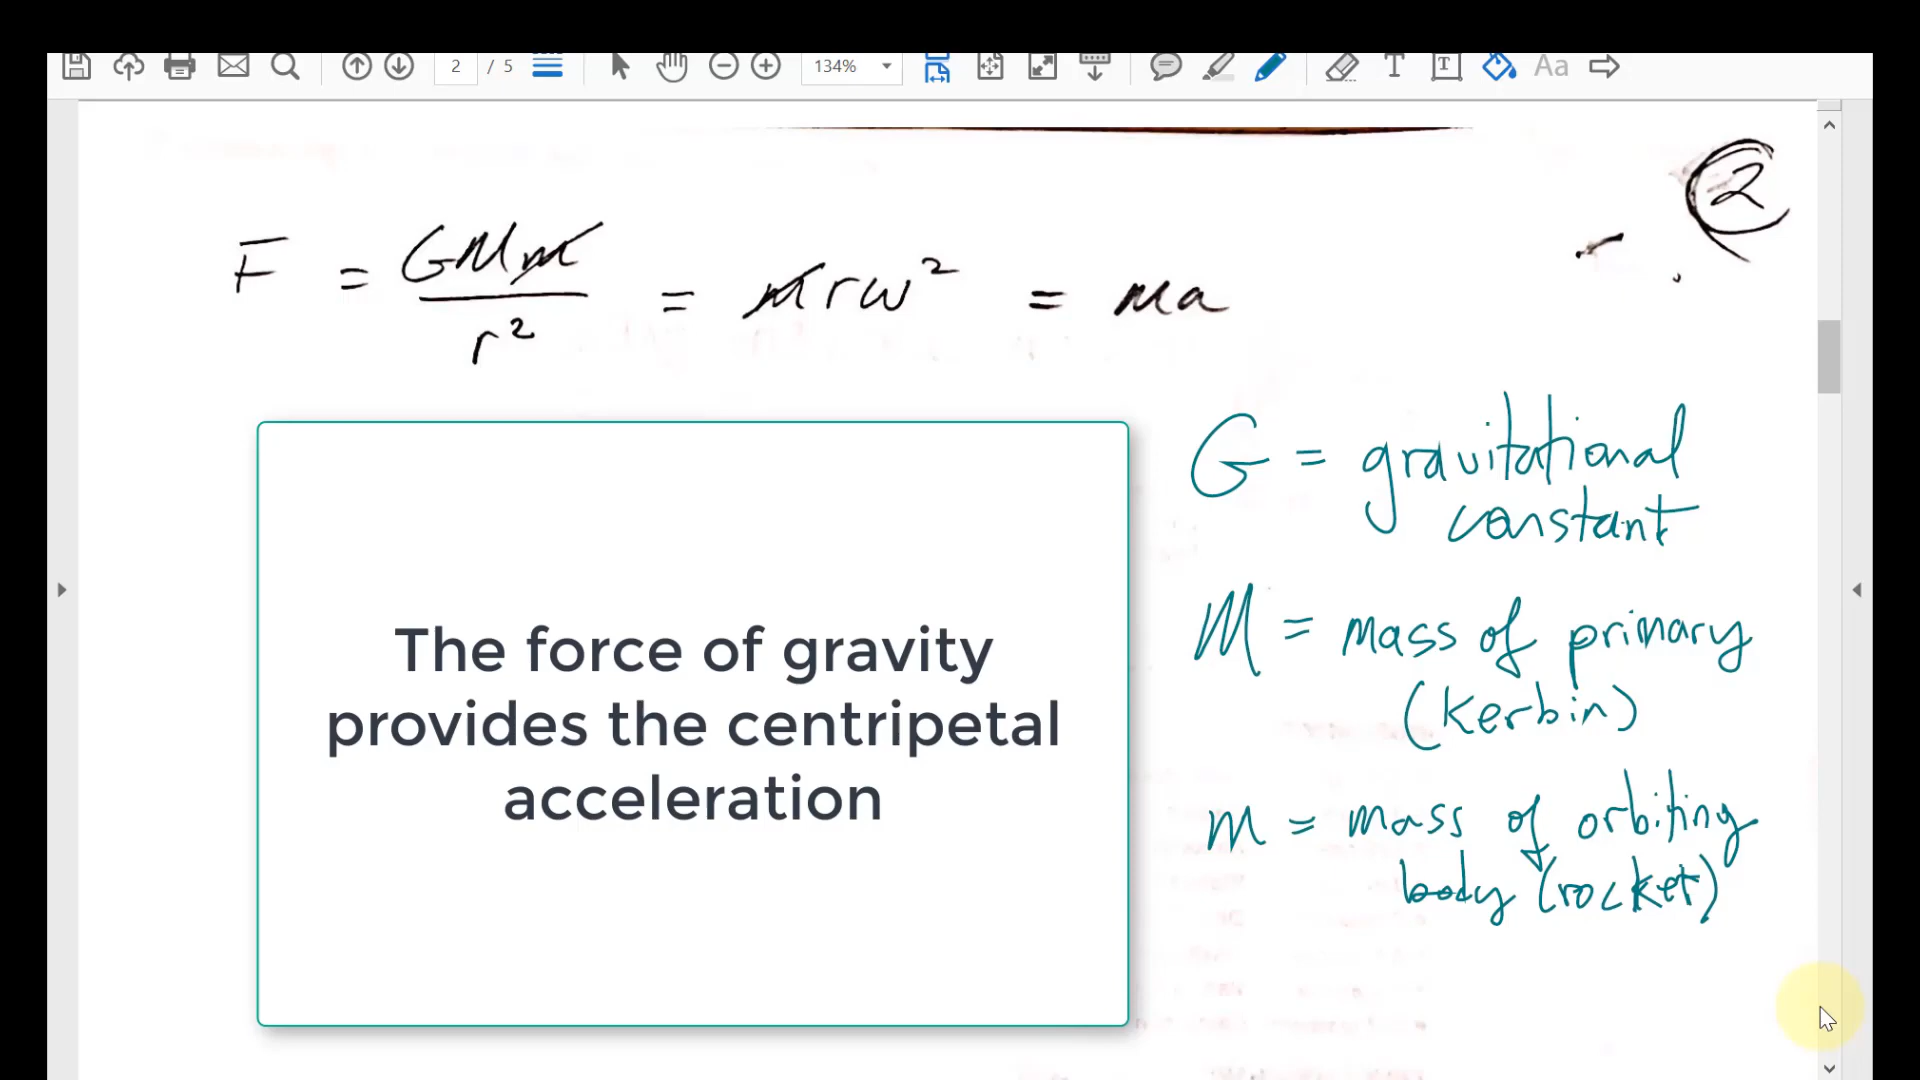 2 / 5 134% T T Aa
2
F = GMm / r² = mrω² = ma
G = gravitational
constant
The force of gravity
provides the centripetal
acceleration
M = mass of primary
(kerbin)
m = mass of orbiting
body (rocket)